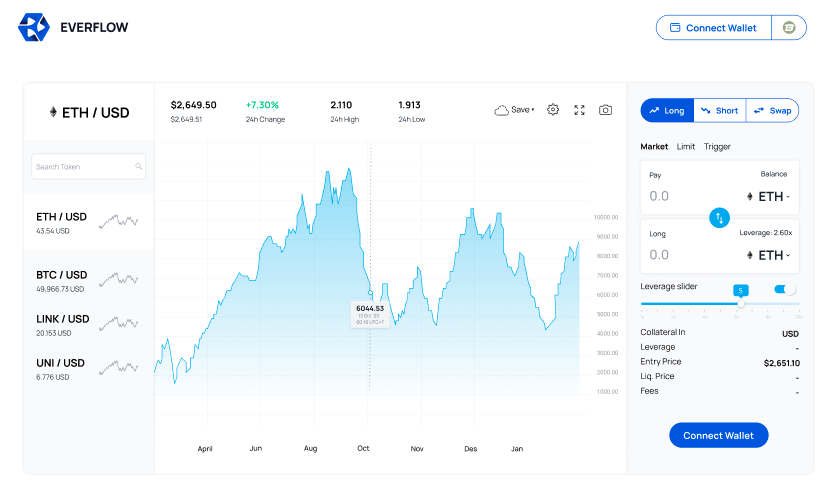 EVERFLOW
Connect Wallet
ETH / USD
$2,649.50
$2,649.51
+7.30%
24h Change
2.110
24h High
1.913
24h Low
Save
Search Token
ETH / USD
43.54 USD
BTC / USD
49,966.73 USD
LINK / USD
20.153 USD
UNI / USD
6.776 USD
10000.00
9000.00
8000.00
7000.00
6000.00
5000.00
4000.00
3000.00
2000.00
1000.00
6044.53
April
Jun
Aug
Oct
Nov
Des
Jan
Long
Short
Swap
Market
Limit
Trigger
Pay
Balance
0.0
ETH
Long
Leverage: 2.60x
0.0
ETH
Leverage slider
5
Collateral In
USD
Leverage
-
Entry Price
$2,651.10
Liq. Price
-
Fees
-
Connect Wallet